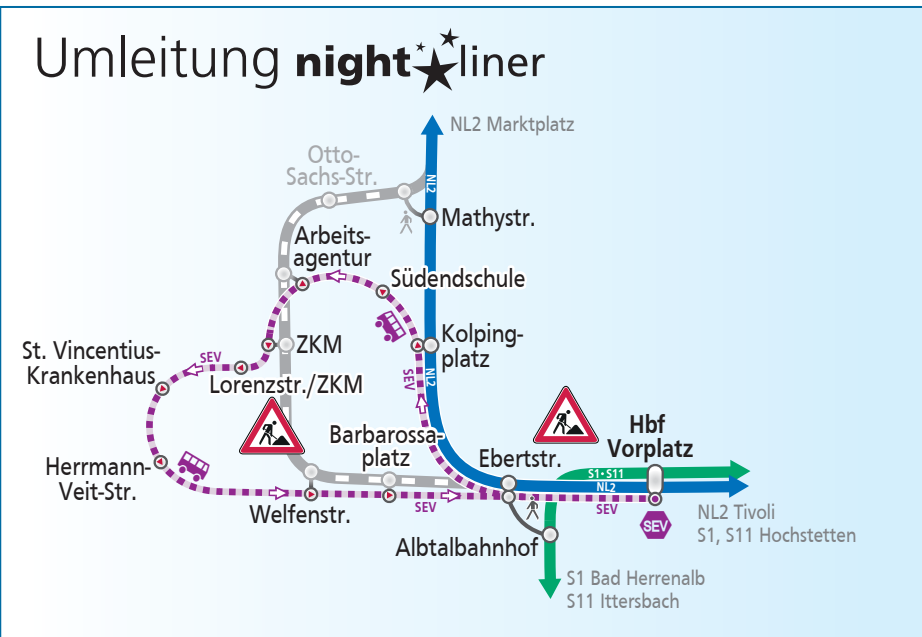 Umleitung nightliner
NL2 Marktplatz
Otto-
Sachs-Str.
NL2
Mathystr.
Arbeits-
agentur
Südendschule
Kolping-
platz
ZKM
St. Vincentius-
Krankenhaus
SEV
Lorenzstr./ZKM
SEV
NL2
Barbarossa-
platz
Hbf
Vorplatz
Ebertstr.
S1·S11
NL2
Herrmann-
Veit-Str.
Welfenstr.
SEV
SEV
SEV
NL2 Tivoli
S1, S11 Hochstetten
Albtalbahnhof
S1 Bad Herrenalb
S11 Ittersbach